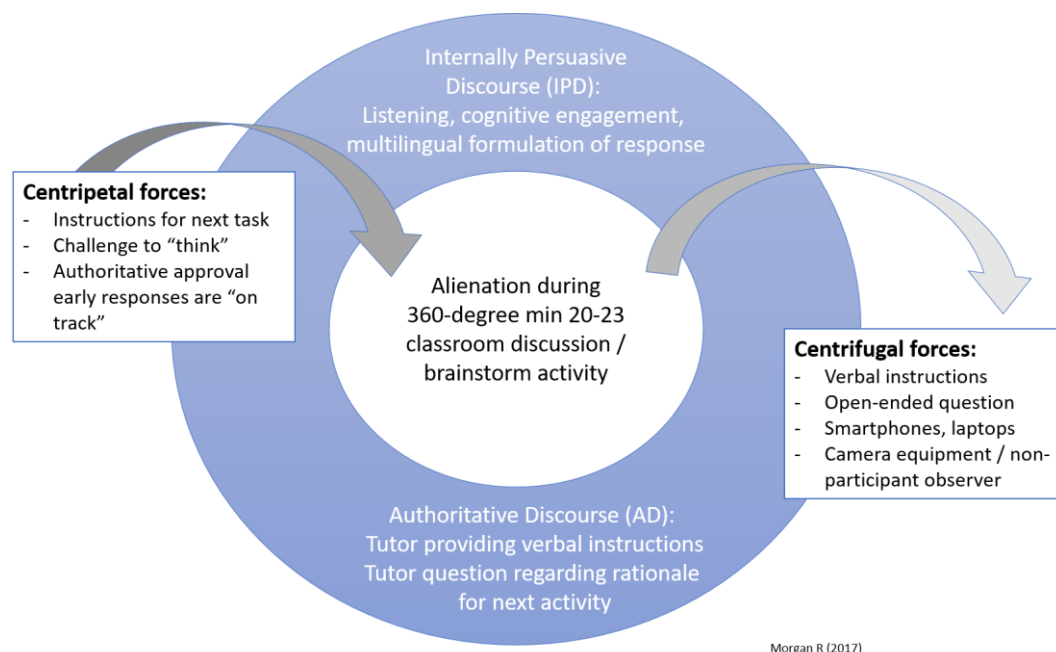 Internally Persuasive
Discourse (IPD):
Listening, cognitive engagement,
multilingual formulation of response
Centripetal forces:
- Instructions for next task
- Challenge to “think”
- Authoritative approval
early responses are “on
track”
Alienation during
360-degree min 20-23
classroom discussion /
brainstorm activity
Centrifugal forces:
- Verbal instructions
- Open-ended question
- Smartphones, laptops
- Camera equipment / non-
participant observer
Authoritative Discourse (AD):
Tutor providing verbal instructions
Tutor question regarding rationale
for next activity
Morgan R (2017)